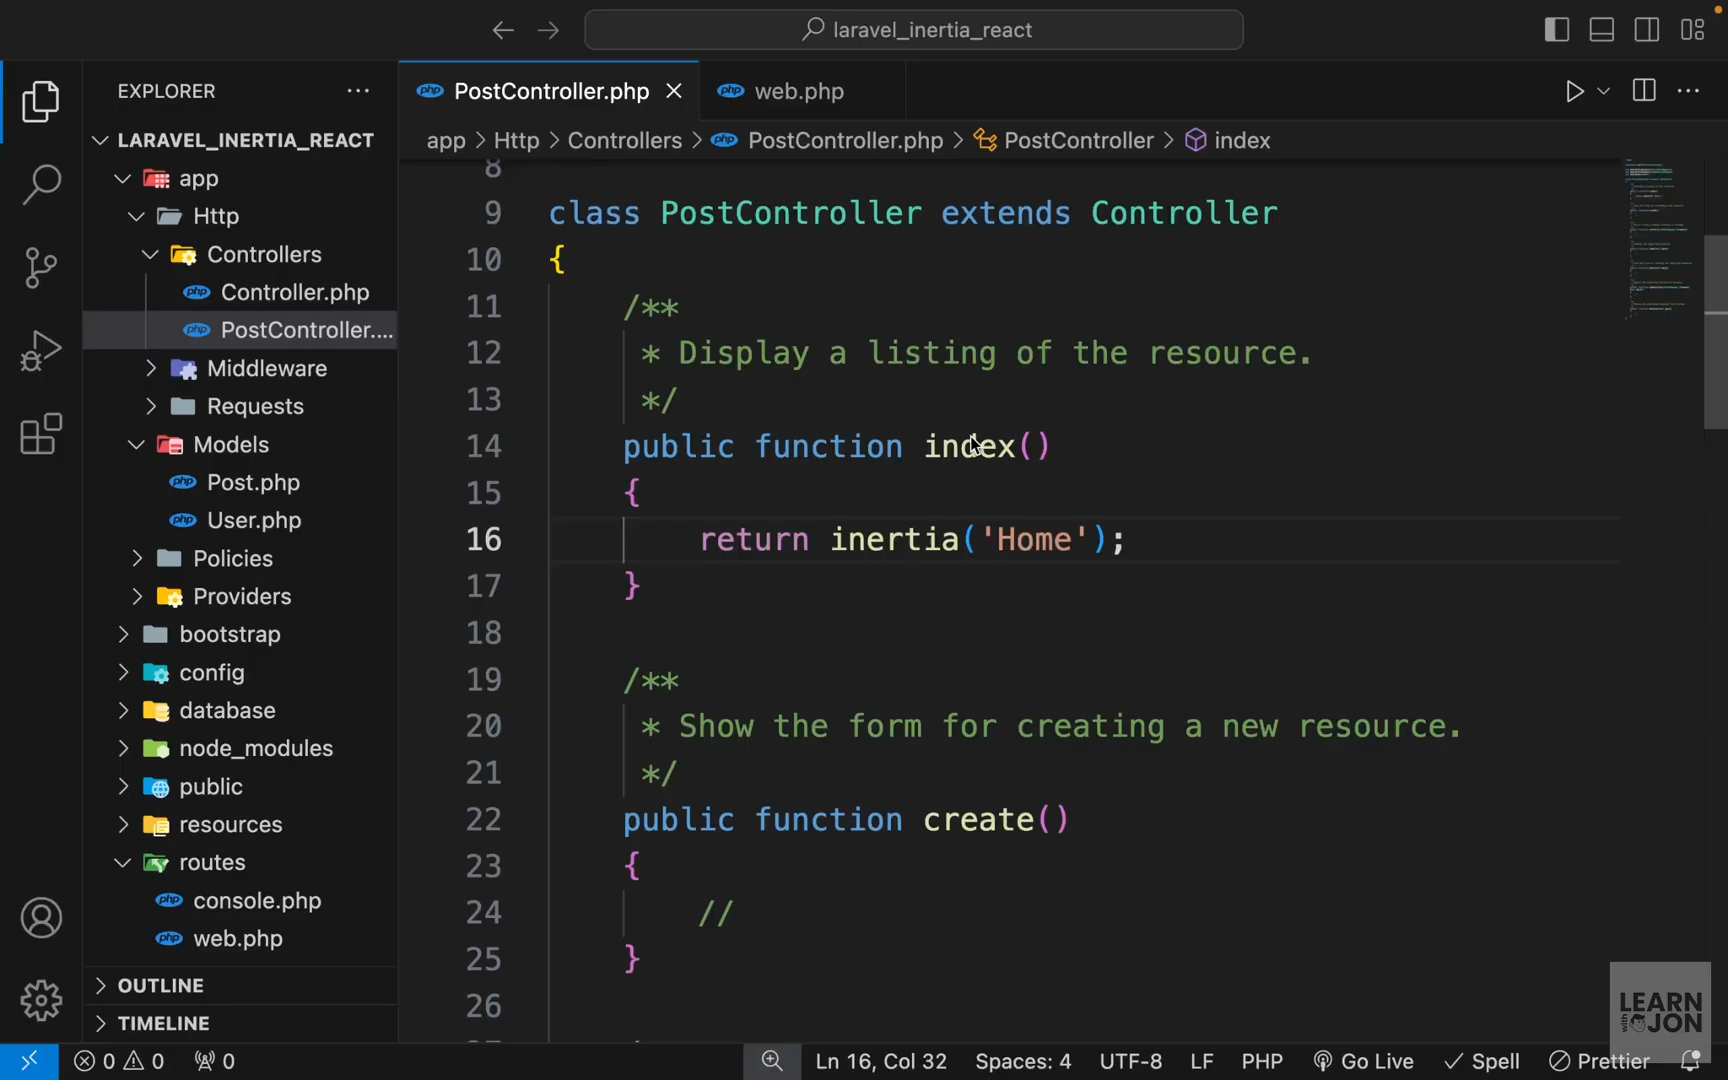 laravel_inertia_react
EXPLORER
PostController.php
web.php
LARAVEL_INERTIA_REACT
app > Http > Controllers > PostController.php > PostController > index
app
Http
Controllers
Controller.php
PostController....
Middleware
Requests
Models
Post.php
User.php
Policies
Providers
bootstrap
config
database
node_modules
public
resources
routes
console.php
web.php
OUTLINE
TIMELINE
8
9 class PostController extends Controller
10 {
11 /**
12 * Display a listing of the resource.
13 */
14 public function index()
15 {
16 return inertia('Home');
17 }
18
19 /**
20 * Show the form for creating a new resource.
21 */
22 public function create()
23 {
24 //
25 }
26
LEARN
with JON
0 0 0
Ln 16, Col 32 Spaces: 4 UTF-8 LF PHP Go Live Spell Prettier